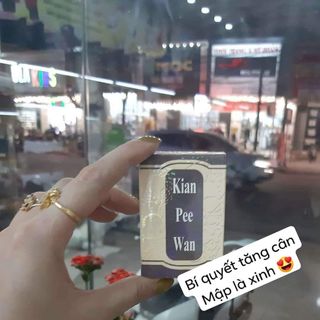 Kian
Pee
Wan
Bí quyết tăng cân
Mập là xinh 😍